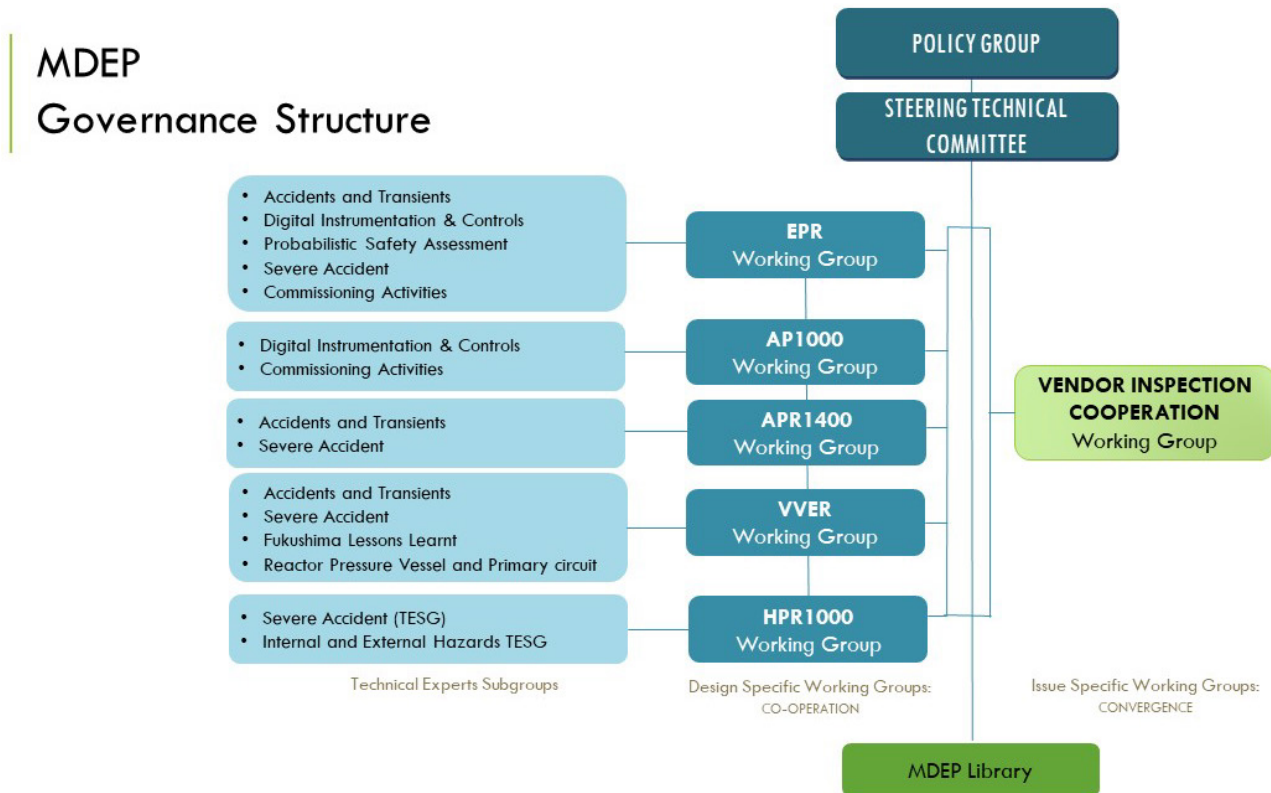 MDEP
Governance Structure
POLICY GROUP
STEERING TECHNICAL
COMMITTEE
• Accidents and Transients
• Digital Instrumentation & Controls
• Probabilistic Safety Assessment
• Severe Accident
• Commissioning Activities
EPR
Working Group
• Digital Instrumentation & Controls
• Commissioning Activities
AP1000
Working Group
• Accidents and Transients
• Severe Accident
APR1400
Working Group
• Accidents and Transients
• Severe Accident
• Fukushima Lessons Learnt
• Reactor Pressure Vessel and Primary circuit
VVER
Working Group
• Severe Accident (TESG)
• Internal and External Hazards TESG
HPR1000
Working Group
VENDOR INSPECTION
COOPERATION
Working Group
Technical Experts Subgroups
Design Specific Working Groups:
CO-OPERATION
Issue Specific Working Groups:
CONVERGENCE
MDEP Library